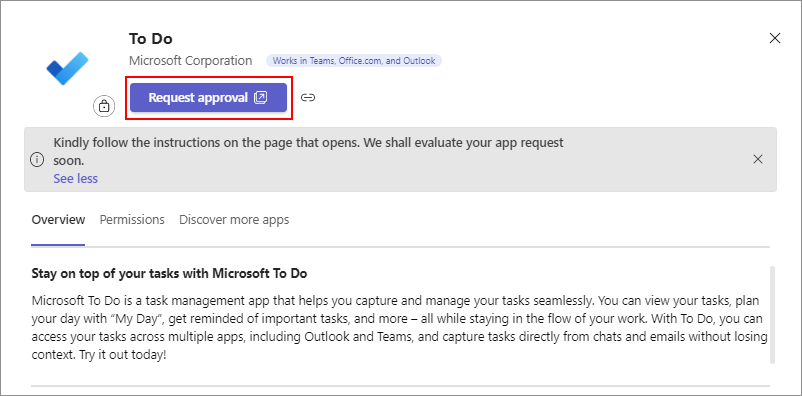 To Do
Microsoft Corporation
Works in Teams, Office.com, and Outlook
Request approval
Kindly follow the instructions on the page that opens. We shall evaluate your app request
soon.
See less
Overview
Permissions
Discover more apps
Stay on top of your tasks with Microsoft To Do
Microsoft To Do is a task management app that helps you capture and manage your tasks seamlessly. You can view your tasks, plan
your day with “My Day”, get reminded of important tasks, and more – all while staying in the flow of your work. With To Do, you can
access your tasks across multiple apps, including Outlook and Teams, and capture tasks directly from chats and emails without losing
context. Try it out today!